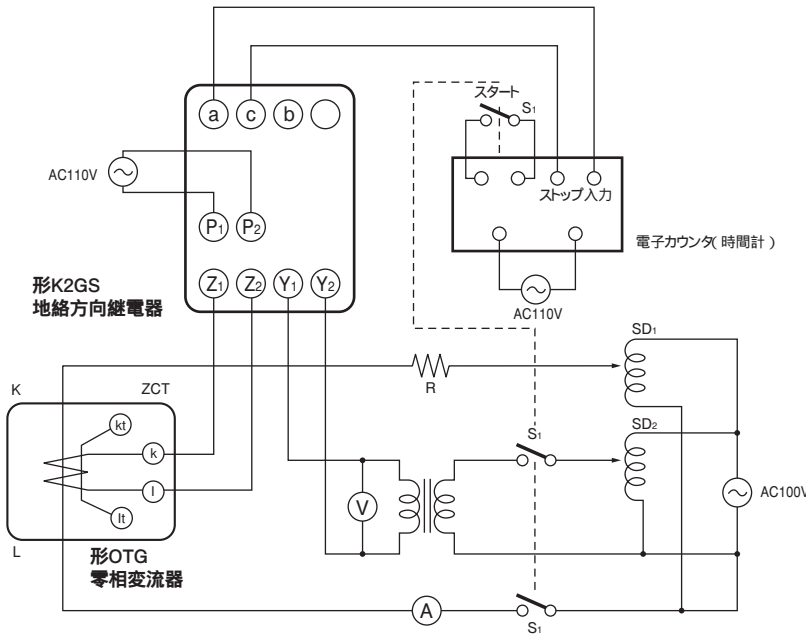 a c b
スタート
S1
AC110V
P1 P2
ストップ入力
電子カウンタ(時間計)
AC110V
形K2GS
地絡方向継電器
Z1 Z2 Y1 Y2
SD1
R
K
ZCT
kt
k
l
lt
L
形OTG
零相変流器
S1
SD2
V
AC100V
A
S1